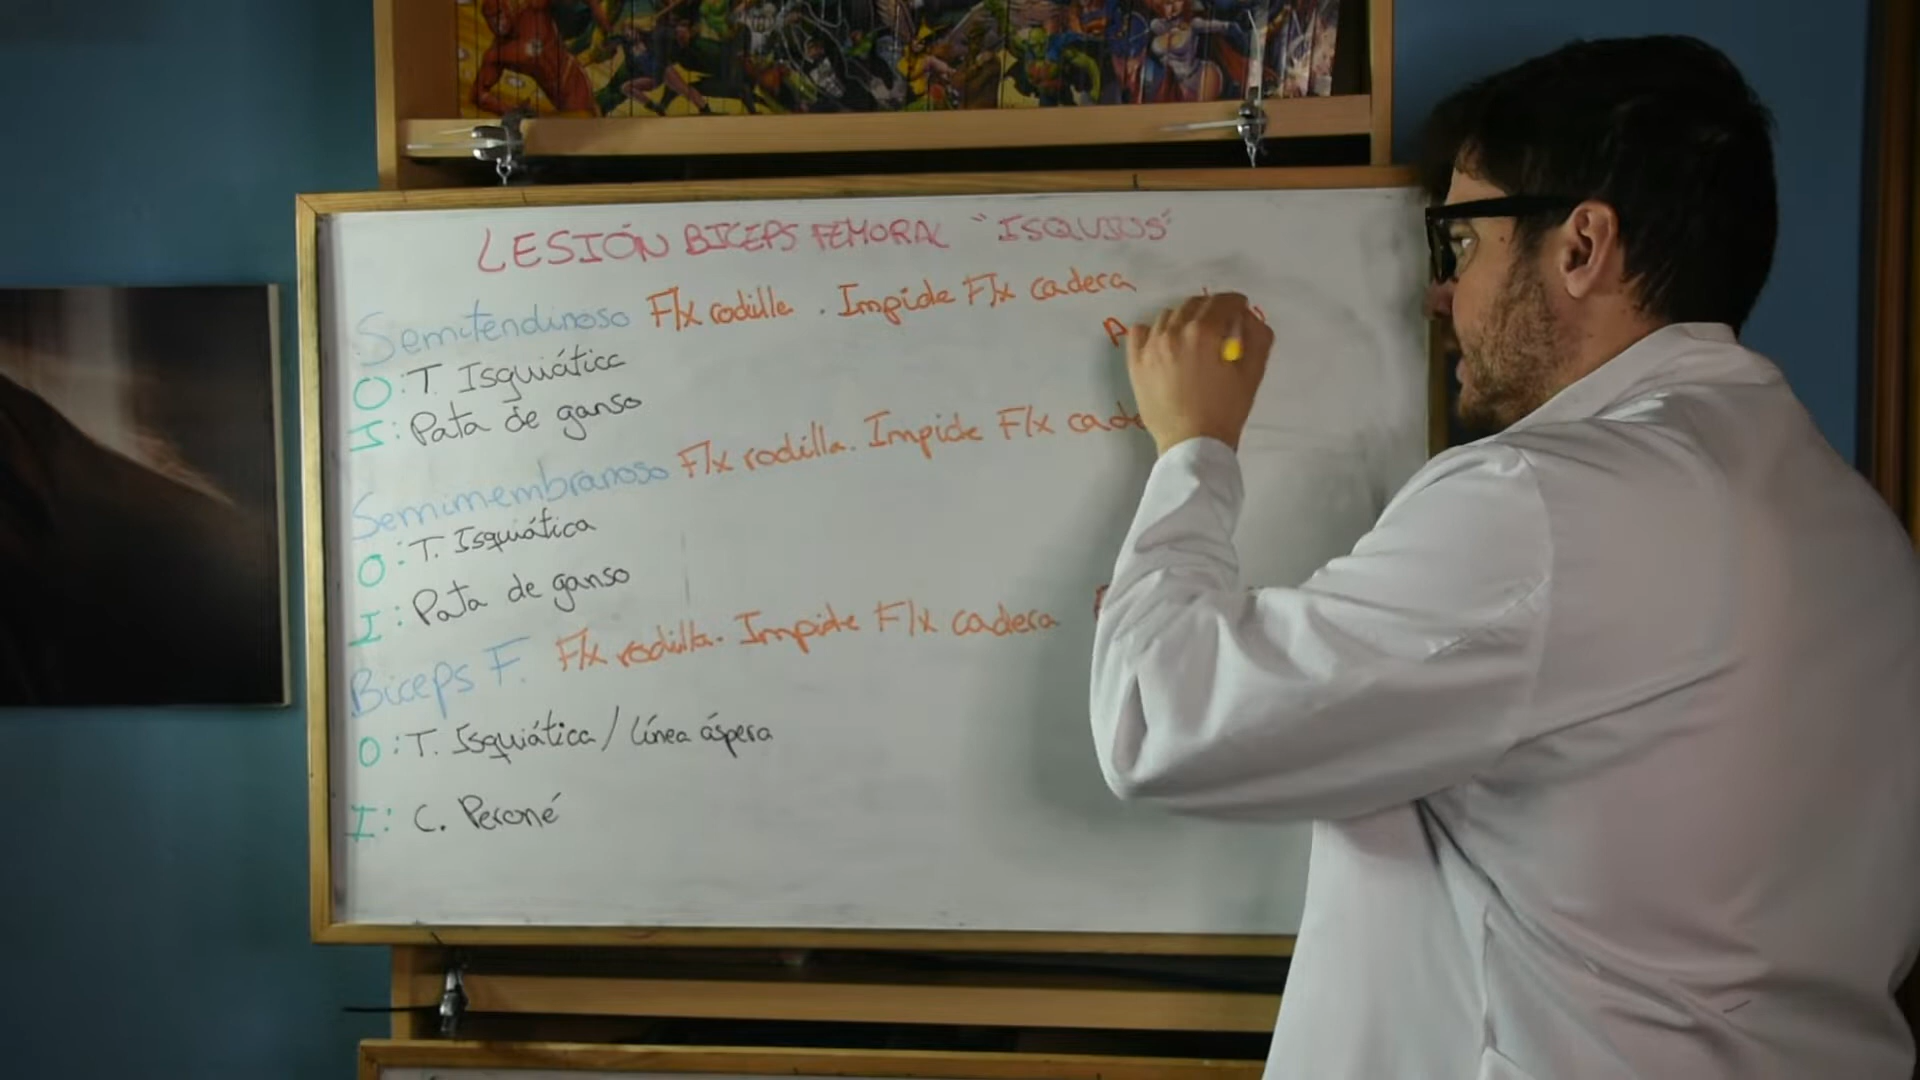 LESIÓN BICEPS FEMORAL "ISQUIOS"
Semitendinoso Flx rodilla. Impide Flx cadera
O: T. Isquiática
I: Pata de ganso
Semimembranoso Flx rodilla. Impide Flx cade
O: T. Isquiática
I: Pata de ganso
Biceps F. Flx rodilla. Impide Flx cadera
O: T. Isquiática / línea áspera
I: C. Peroné